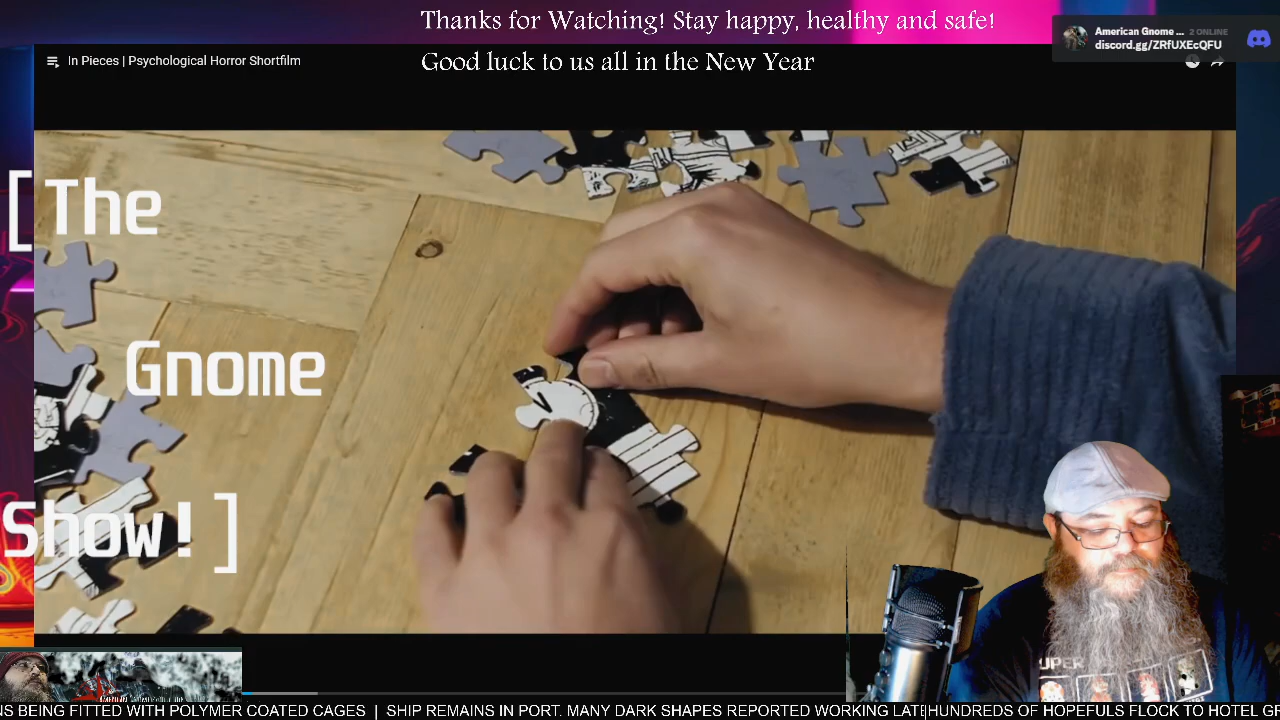 Thanks for Watching! Stay happy, healthy and safe!
Good luck to us all in the New Year
American Gnome ... 2 ONLINE
discord.gg/ZRfUXEcQFU
In Pieces | Psychological Horror Shortfilm
[The
Gnome
Show!]
UPER
NS BEING FITTED WITH POLYMER COATED CAGES | SHIP REMAINS IN PORT. MANY DARK SHAPES REPORTED WORKING LATE
HUNDREDS OF HOPEFULS FLOCK TO HOTEL GR